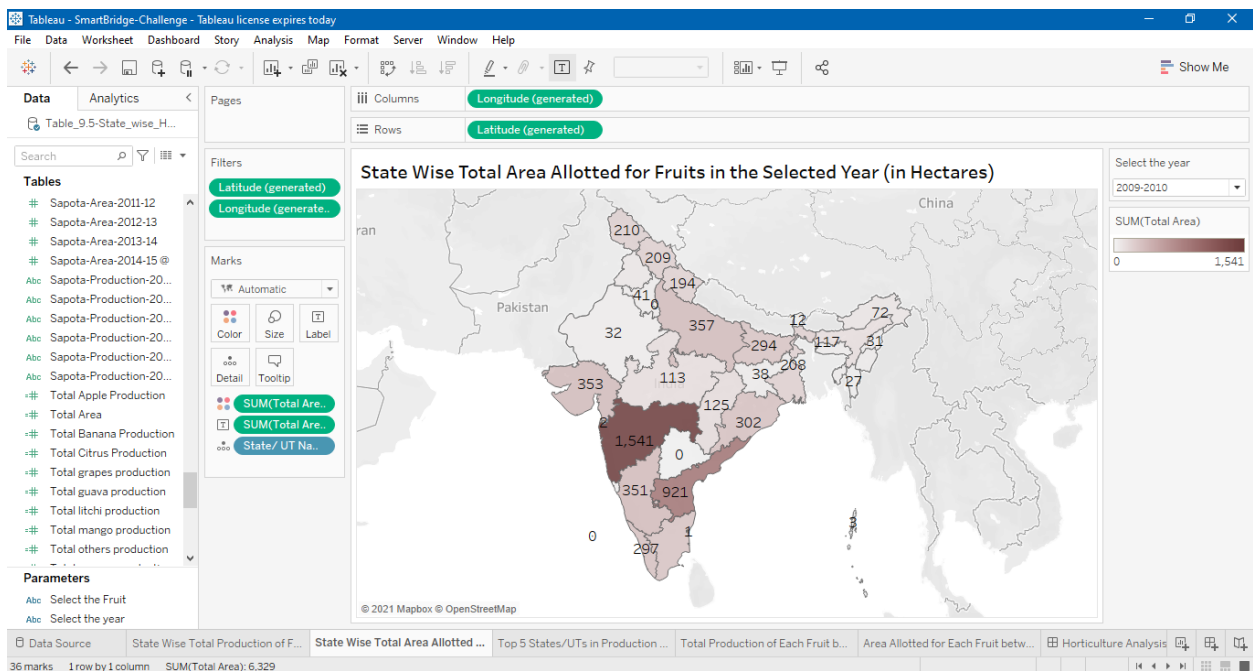 Tableau - SmartBridge-Challenge - Tableau license expires today
File Data Worksheet Dashboard Story Analysis Map Format Server Window Help
Show Me
Data Analytics
Table_9.5-State_wise_H...
Search
Tables
Sapota-Area-2011-12
Sapota-Area-2012-13
Sapota-Area-2013-14
Sapota-Area-2014-15 @
Abc Sapota-Production-20...
Abc Sapota-Production-20...
Abc Sapota-Production-20...
Abc Sapota-Production-20...
Abc Sapota-Production-20...
Abc Sapota-Production-20...
Total Apple Production
Total Area
Total Banana Production
Total Citrus Production
Total grapes production
Total guava production
Total litchi production
Total mango production
Total others production
Parameters
Abc Select the Fruit
Abc Select the year
Pages
Filters
Latitude (generated)
Longitude (generate..
Marks
Automatic
Color Size Label
Detail Tooltip
SUM(Total Are..
SUM(Total Are..
State/ UT Na..
Columns Longitude (generated)
Rows Latitude (generated)
State Wise Total Area Allotted for Fruits in the Selected Year (in Hectares)
China
ran
210
209
194
41
0
Pakistan
32
357
12
72
294
117
31
353
113
38
208
27
India
2
125
302
1,541
0
351
921
0
297
1
3
© 2021 Mapbox © OpenStreetMap
Select the year
2009-2010
SUM(Total Area)
0 1,541
Data Source State Wise Total Production of F... State Wise Total Area Allotted ... Top 5 States/UTs in Production ... Total Production of Each Fruit b... Area Allotted for Each Fruit betw... Horticulture Analysis
36 marks 1 row by 1 column SUM(Total Area): 6,329